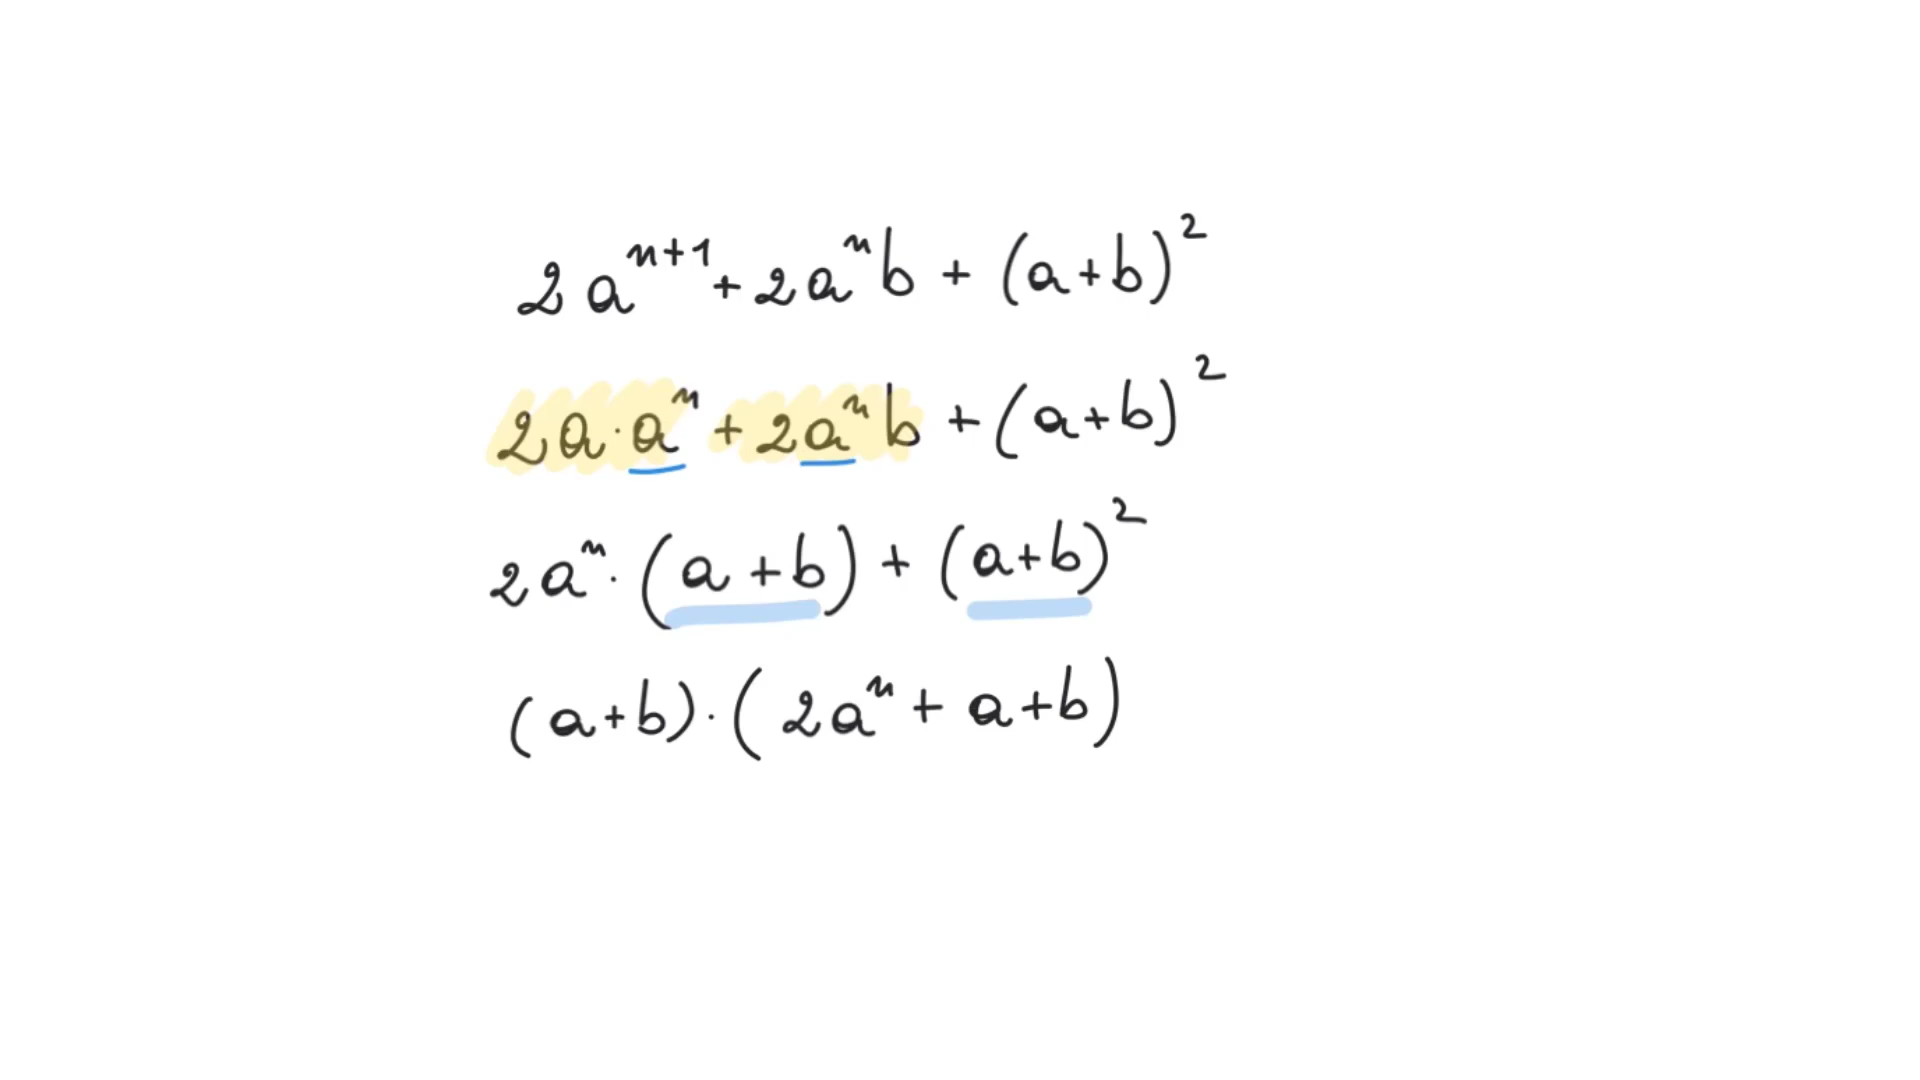 2a^{n+1} + 2a^n b + (a+b)^2
2a · a^n + 2a^n b + (a+b)^2
2a^n · (a+b) + (a+b)^2
(a+b) · (2a^n + a+b)